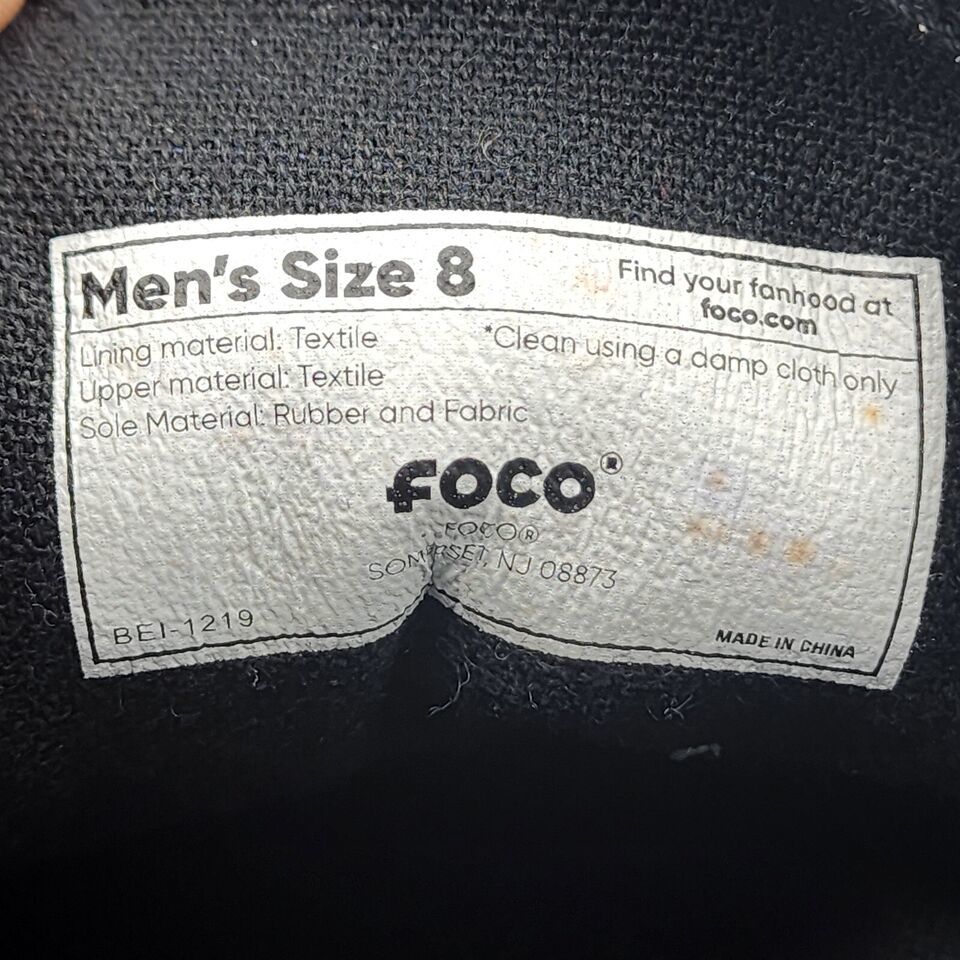 Men's Size 8
Find your fanhood at
foco.com
Lining material: Textile
*Clean using a damp cloth only
Upper material: Textile
Sole Material: Rubber and Fabric
FOCO®
FOCO®
SOMERSET, NJ 08873
BEI-1219
MADE IN CHINA